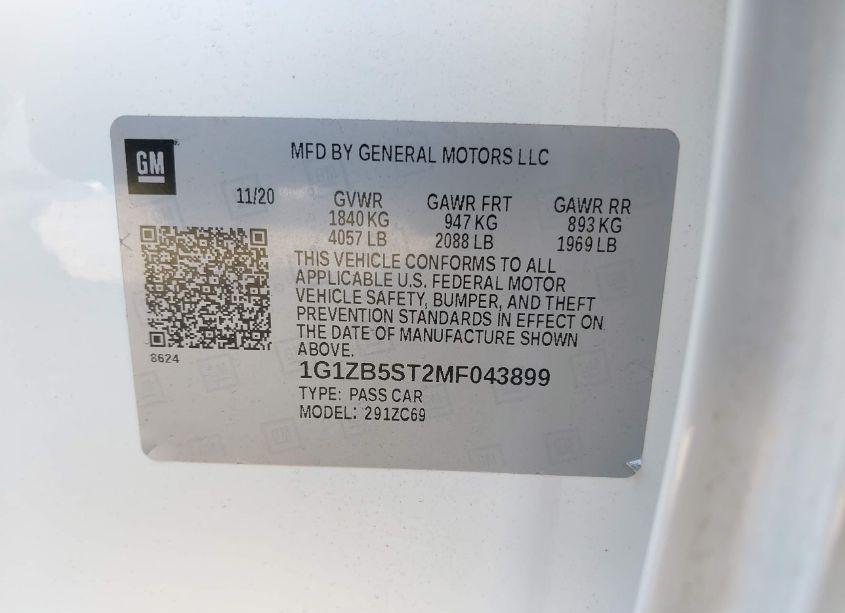 GM
MFD BY GENERAL MOTORS LLC
11/20 GVWR GAWR FRT GAWR RR
1840 KG 947 KG 893 KG
4057 LB 2088 LB 1969 LB
THIS VEHICLE CONFORMS TO ALL
APPLICABLE U.S. FEDERAL MOTOR
VEHICLE SAFETY, BUMPER, AND THEFT
PREVENTION STANDARDS IN EFFECT ON
THE DATE OF MANUFACTURE SHOWN
ABOVE.
8624
1G1ZB5ST2MF043899
TYPE: PASS CAR
MODEL: 291ZC69